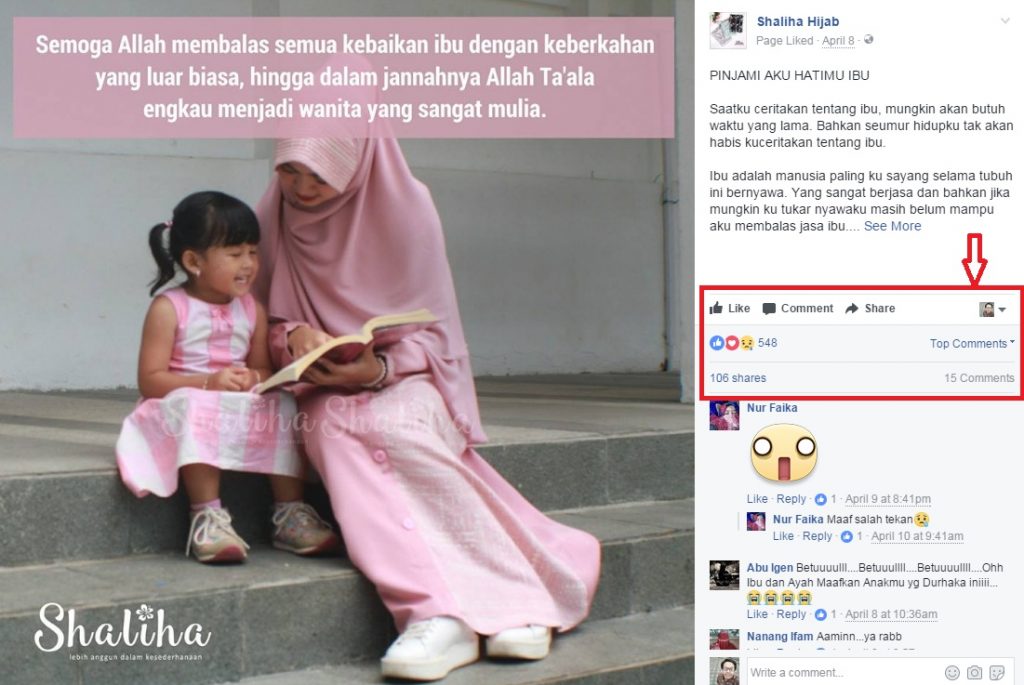 Semoga Allah membalas semua kebaikan ibu dengan keberkahan
yang luar biasa, hingga dalam jannahnya Allah Ta'ala
engkau menjadi wanita yang sangat mulia.
Shaliha Shaliha
Shaliha
lebih anggun dalam kesederhanaan
Shaliha Hijab
Page Liked · April 8 ·
PINJAMI AKU HATIMU IBU
Saatku ceritakan tentang ibu, mungkin akan butuh
waktu yang lama. Bahkan seumur hidupku tak akan
habis kuceritakan tentang ibu.
Ibu adalah manusia paling ku sayang selama tubuh
ini bernyawa. Yang sangat berjasa dan bahkan jika
mungkin ku tukar nyawaku masih belum mampu
aku membalas jasa ibu.... See More
Like Comment Share
548 Top Comments
106 shares 15 Comments
Nur Faika
Like · Reply · 1 · April 9 at 8:41pm
Nur Faika Maaf salah tekan😢
Like · Reply · 1 · April 10 at 9:41am
Abu Igen Betuuulll....Betuuullll....Betuuuullll....Ohh
Ibu dan Ayah Maafkan Anakmu yg Durhaka iniiii...
😭😭😭😭
Like · Reply · 1 · April 8 at 10:36am
Nanang Ifam Aaminn...ya rabb
Write a comment...